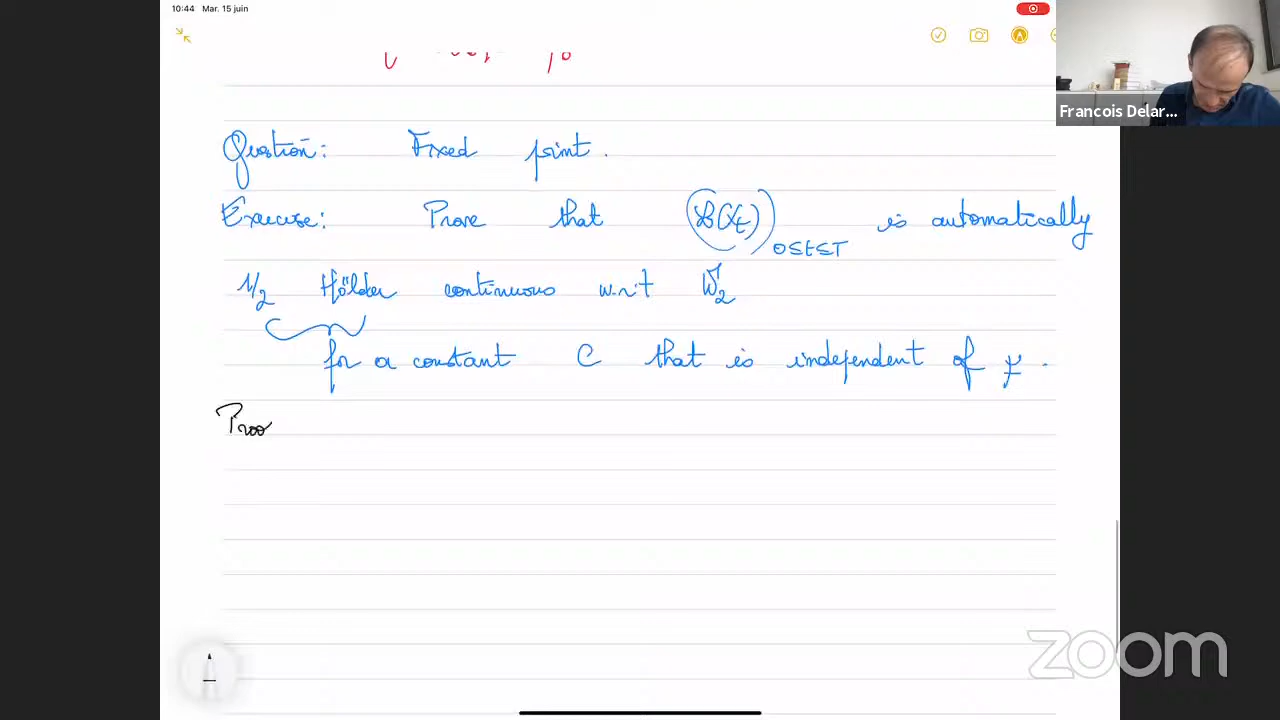 10:44 Mar. 15 juin
Francois Delar...
Question: Fixed point.
Exercise: Prove that (L(X_t))_{0≤t≤T} is automatically
1/2 Hölder continuous w.r.t W_2
for a constant C that is independent of
Proo
zoom